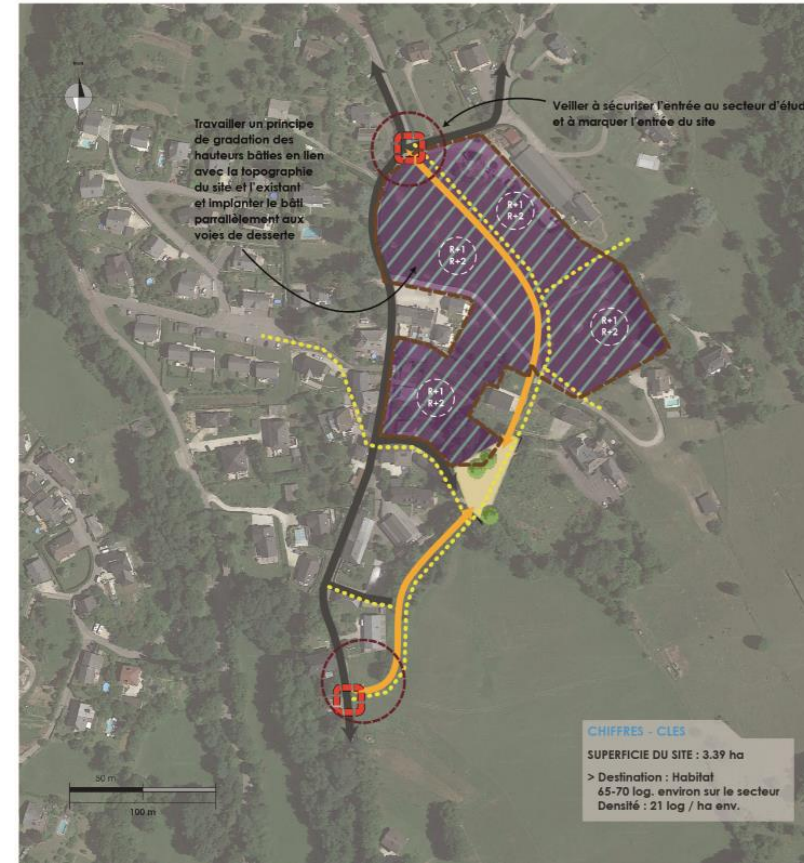 Veiller à sécuriser l'entrée au secteur d'étud
et à marquer l'entrée du site
Travailler un principe
de gradation des
hauteurs bâties en lien
avec la topographie
du site et l'existant
et implanter le bâti
parrallèlement aux
voies de desserte
R+1
R+2
R+1
R+2
R+1
R+2
R+1
R+2
50 m
100 m
CHIFFRES - CLES
SUPERFICIE DU SITE : 3.39 ha
> Destination : Habitat
65-70 log. environ sur le secteur
Densité : 21 log / ha env.